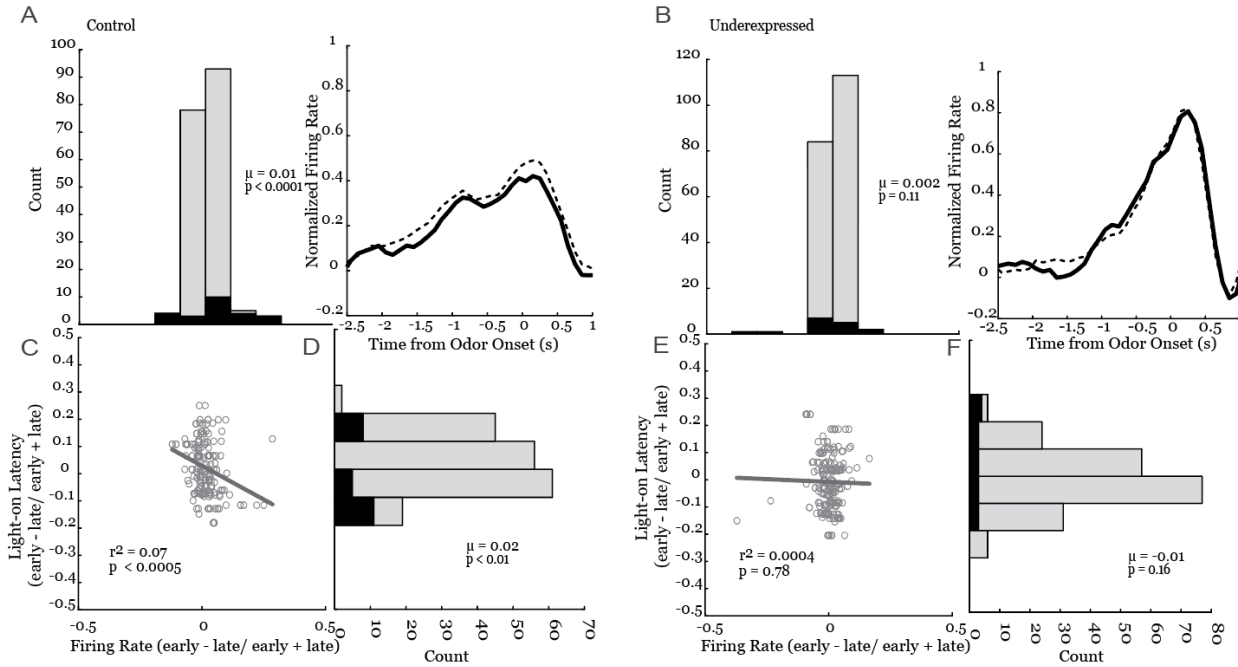 A
Control
100
90
80
70
60
50
40
30
20
10
0
Count
μ = 0.01
p < 0.0001
1
0.8
0.6
0.4
0.2
0
-0.2
Normalized Firing Rate
-2.5 -2 -1.5 -1 -0.5 0 0.5 1
Time from Odor Onset (s)
B
Underexpressed
120
100
80
60
40
20
0
Count
μ = 0.002
p = 0.11
1
0.8
0.6
0.4
0.2
0
-0.2
Normalized Firing Rate
-2.5 -2 -1.5 -1 -0.5 0 0.5
Time from Odor Onset (s)
C
0.5
0.4
0.3
0.2
0.1
0
-0.1
-0.2
-0.3
-0.4
-0.5
Light-on Latency
(early - late/ early + late)
r2 = 0.07
p < 0.0005
-0.5 0 0.5
Firing Rate (early - late/ early + late)
D
μ = 0.02
p < 0.01
0 10 20 30 40 50 60 70
Count
E
0.5
0.4
0.3
0.2
0.1
0
-0.1
-0.2
-0.3
-0.4
-0.5
Light-on Latency
(early - late/ early + late)
r2 = 0.0004
p = 0.78
-0.5 0 0.5
Firing Rate (early - late/ early + late)
F
μ = -0.01
p = 0.16
0 10 20 30 40 50 60 70 80
Count